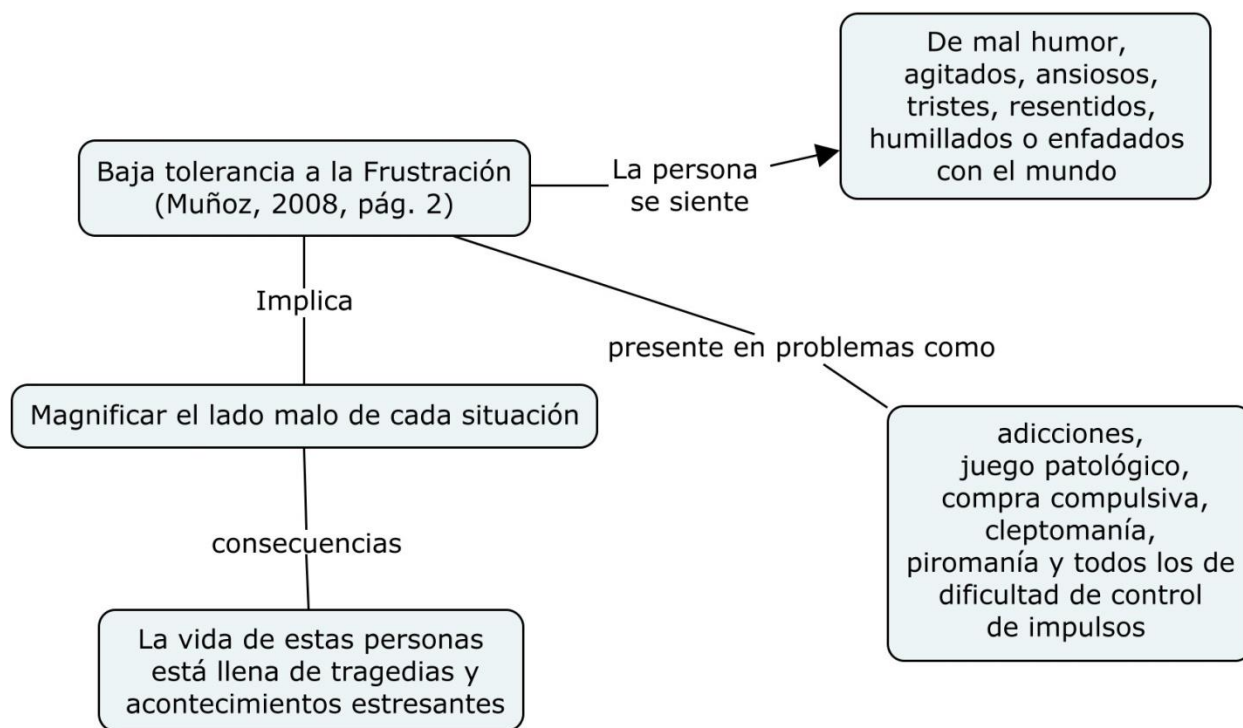 De mal humor,
agitados, ansiosos,
tristes, resentidos,
humillados o enfadados
con el mundo
Baja tolerancia a la Frustración
(Muñoz, 2008, pág. 2)
La persona
se siente
Implica
presente en problemas como
Magnificar el lado malo de cada situación
adicciones,
juego patológico,
compra compulsiva,
cleptomanía,
piromanía y todos los de
dificultad de control
de impulsos
consecuencias
La vida de estas personas
está llena de tragedias y
acontecimientos estresantes